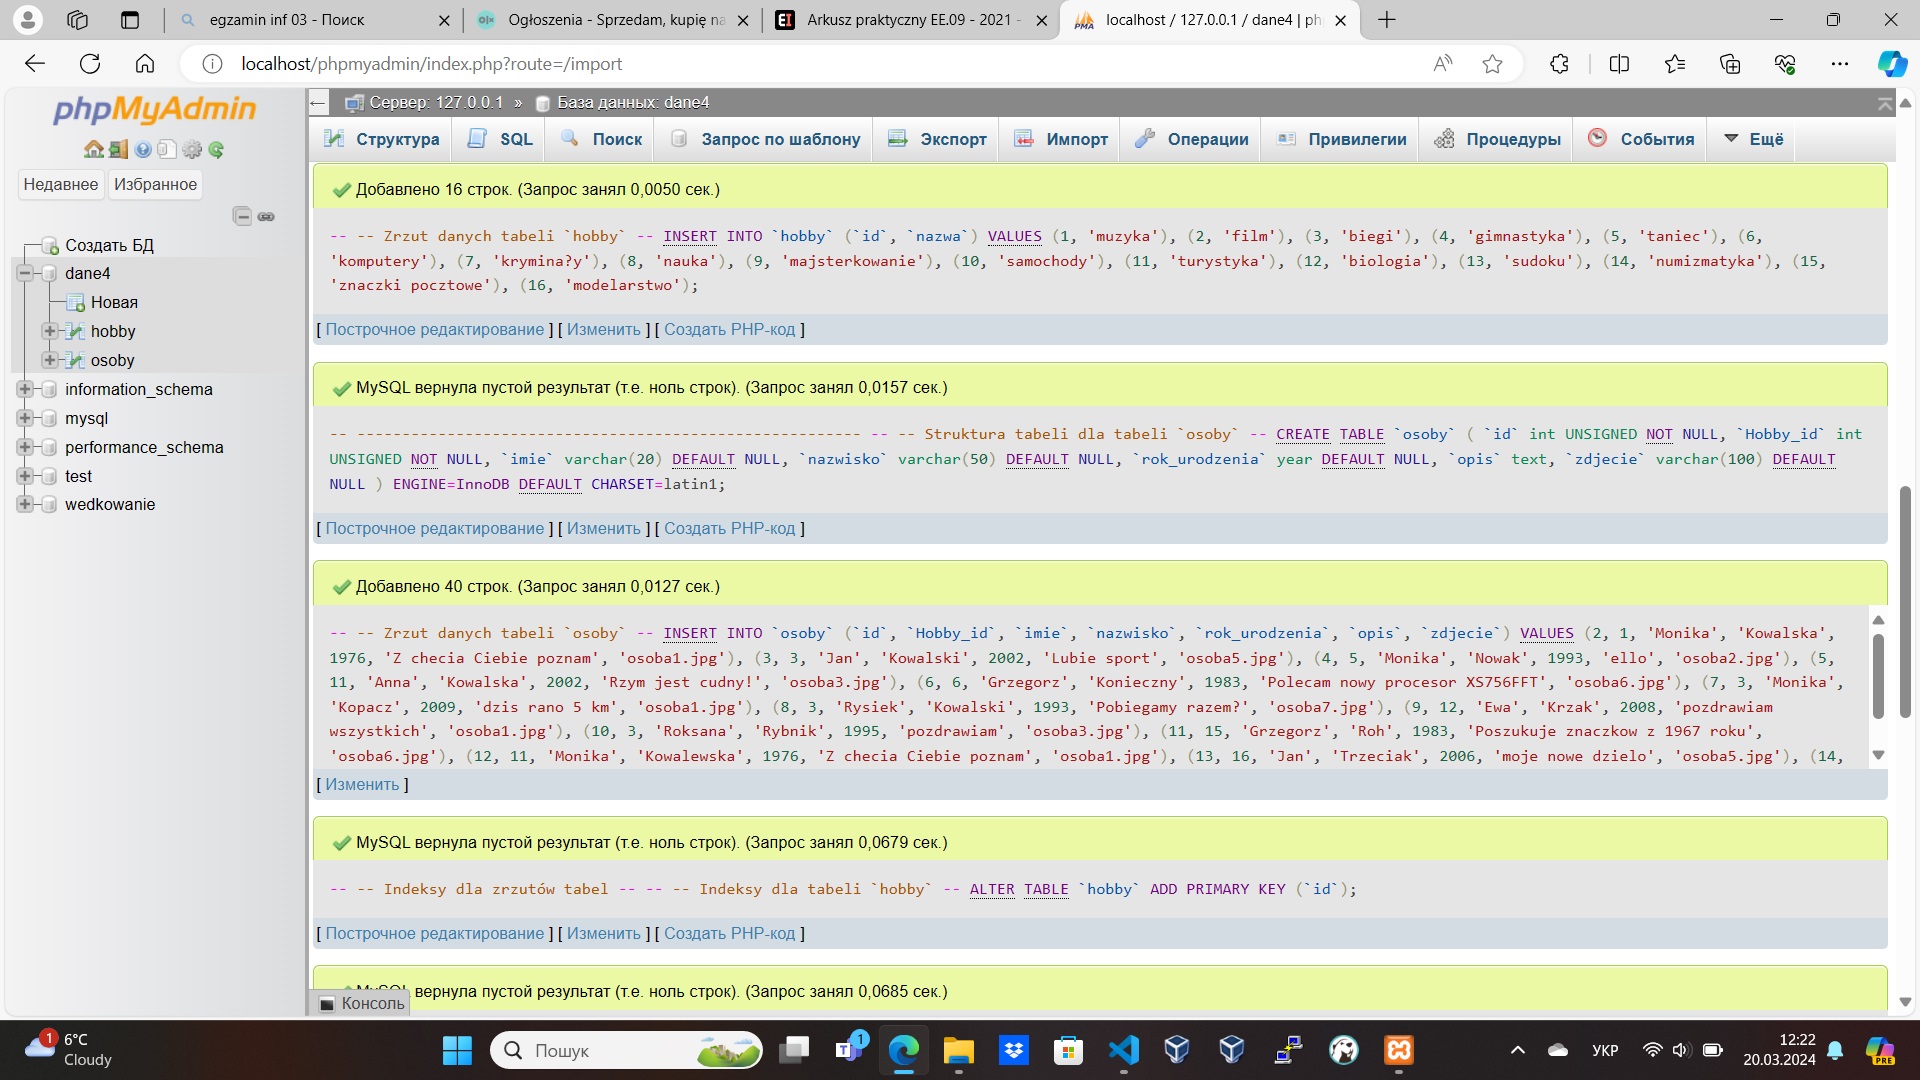 egzamin inf 03 - Поиск
Ogłoszenia - Sprzedam, kupię na
Arkusz praktyczny EE.09 - 2021 -
localhost / 127.0.0.1 / dane4 | ph
localhost/phpmyadmin/index.php?route=/import
phpMyAdmin
Недавнее
Избранное
Создать БД
dane4
Новая
hobby
osoby
information_schema
mysql
performance_schema
test
wedkowanie
Сервер: 127.0.0.1 » База данных: dane4
Структура
SQL
Поиск
Запрос по шаблону
Экспорт
Импорт
Операции
Привилегии
Процедуры
События
Ещё
Добавлено 16 строк. (Запрос занял 0,0050 сек.)
-- -- Zrzut danych tabeli `hobby` -- INSERT INTO `hobby` (`id`, `nazwa`) VALUES (1, 'muzyka'), (2, 'film'), (3, 'biegi'), (4, 'gimnastyka'), (5, 'taniec'), (6,
'komputery'), (7, 'krymina?y'), (8, 'nauka'), (9, 'majsterkowanie'), (10, 'samochody'), (11, 'turystyka'), (12, 'biologia'), (13, 'sudoku'), (14, 'numizmatyka'), (15,
'znaczki pocztowe'), (16, 'modelarstwo');
[ Построчное редактирование ] [ Изменить ] [ Создать PHP-код ]
MySQL вернула пустой результат (т.е. ноль строк). (Запрос занял 0,0157 сек.)
-- -------------------------------------------------------- -- -- Struktura tabeli dla tabeli `osoby` -- CREATE TABLE `osoby` ( `id` int UNSIGNED NOT NULL, `Hobby_id` int
UNSIGNED NOT NULL, `imie` varchar(20) DEFAULT NULL, `nazwisko` varchar(50) DEFAULT NULL, `rok_urodzenia` year DEFAULT NULL, `opis` text, `zdjecie` varchar(100) DEFAULT
NULL ) ENGINE=InnoDB DEFAULT CHARSET=latin1;
[ Построчное редактирование ] [ Изменить ] [ Создать PHP-код ]
Добавлено 40 строк. (Запрос занял 0,0127 сек.)
-- -- Zrzut danych tabeli `osoby` -- INSERT INTO `osoby` (`id`, `Hobby_id`, `imie`, `nazwisko`, `rok_urodzenia`, `opis`, `zdjecie`) VALUES (2, 1, 'Monika', 'Kowalska',
1976, 'Z checia Ciebie poznam', 'osoba1.jpg'), (3, 3, 'Jan', 'Kowalski', 2002, 'Lubie sport', 'osoba5.jpg'), (4, 5, 'Monika', 'Nowak', 1993, 'ello', 'osoba2.jpg'), (5,
11, 'Anna', 'Kowalska', 2002, 'Rzym jest cudny!', 'osoba3.jpg'), (6, 6, 'Grzegorz', 'Konieczny', 1983, 'Polecam nowy procesor XS756FFT', 'osoba6.jpg'), (7, 3, 'Monika',
'Kopacz', 2009, 'dzis rano 5 km', 'osoba1.jpg'), (8, 3, 'Rysiek', 'Kowalski', 1993, 'Pobiegamy razem?', 'osoba7.jpg'), (9, 12, 'Ewa', 'Krzak', 2008, 'pozdrawiam
wszystkich', 'osoba1.jpg'), (10, 3, 'Roksana', 'Rybnik', 1995, 'pozdrawiam', 'osoba3.jpg'), (11, 15, 'Grzegorz', 'Roh', 1983, 'Poszukuje znaczkow z 1967 roku',
'osoba6.jpg'), (12, 11, 'Monika', 'Kowalewska', 1976, 'Z checia Ciebie poznam', 'osoba1.jpg'), (13, 16, 'Jan', 'Trzeciak', 2006, 'moje nowe dzielo', 'osoba5.jpg'), (14,
[ Изменить ]
MySQL вернула пустой результат (т.е. ноль строк). (Запрос занял 0,0679 сек.)
-- -- Indeksy dla zrzutów tabel -- -- -- Indeksy dla tabeli `hobby` -- ALTER TABLE `hobby` ADD PRIMARY KEY (`id`);
[ Построчное редактирование ] [ Изменить ] [ Создать PHP-код ]
MySQL вернула пустой результат (т.е. ноль строк). (Запрос занял 0,0685 сек.)
Консоль
1
6°C
Cloudy
Пошук
1
УКР
12:22
20.03.2024
PRE